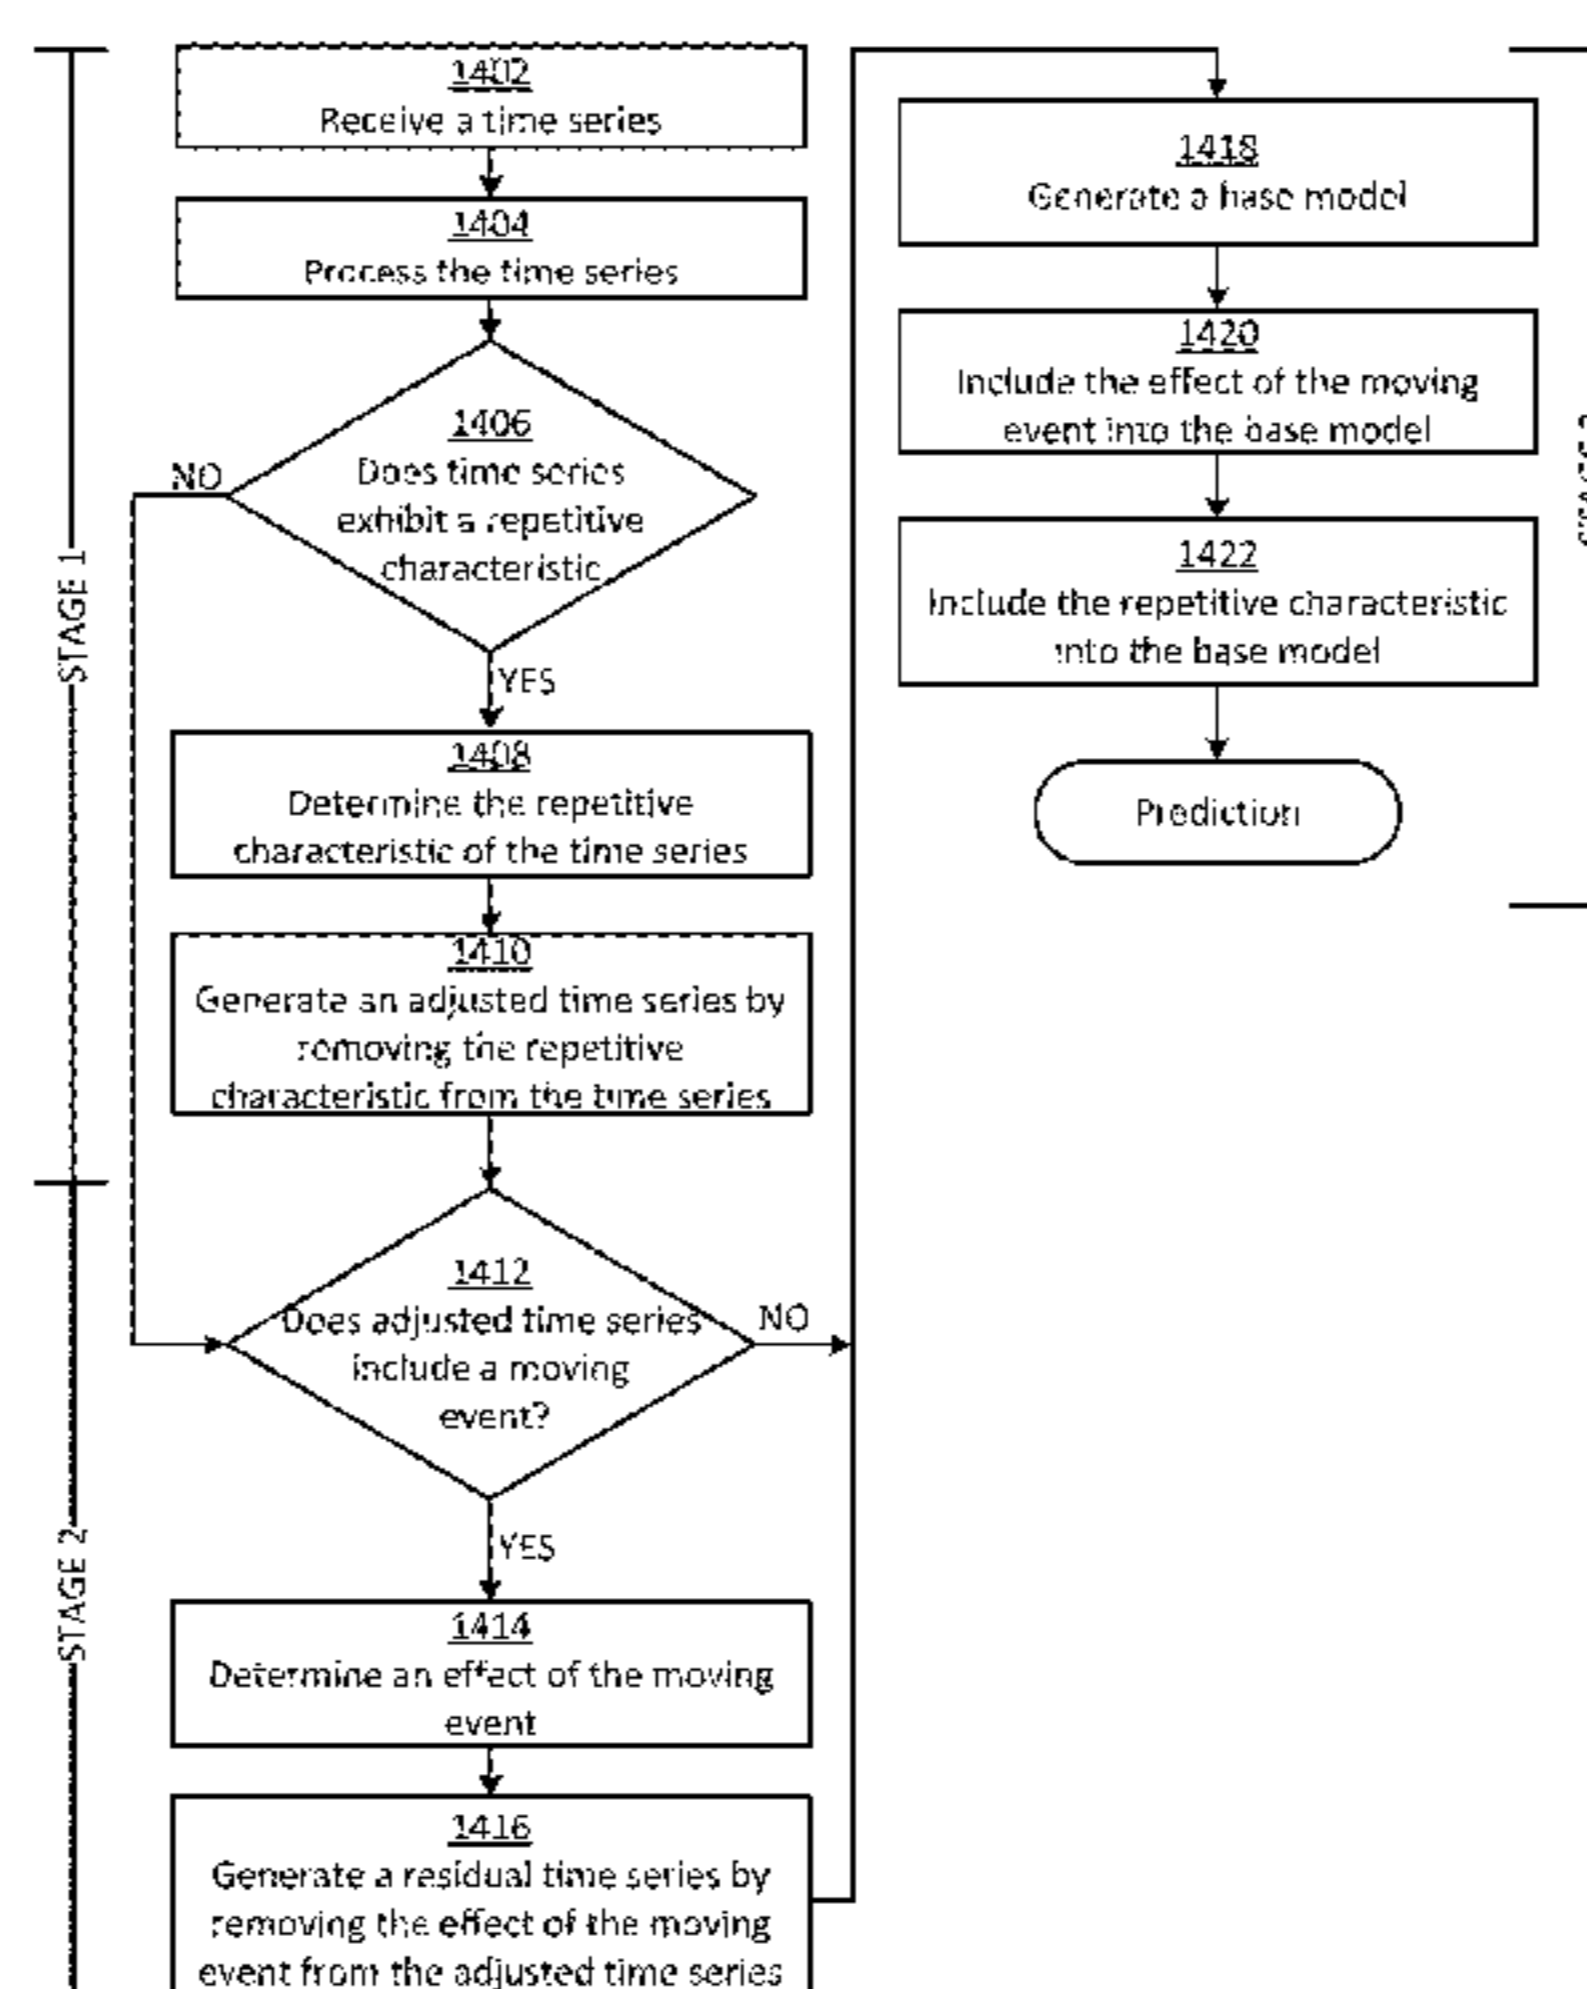 STAGE 1
1402
Receive a time series
1404
Process the time series
1406
Does time series
exhibit a repetitive
characteristic
NO
YES
1408
Determine the repetitive
characteristic of the time series
1410
Generate an adjusted time series by
removing the repetitive
characteristic from the time series
STAGE 2
1412
Does adjusted time series
include a moving
event?
NO
YES
1414
Determine an effect of the moving
event
1416
Generate a residual time series by
removing the effect of the moving
event from the adjusted time series
1418
Generate a base model
1420
Include the effect of the moving
event into the base model
1422
Include the repetitive characteristic
into the base model
Prediction